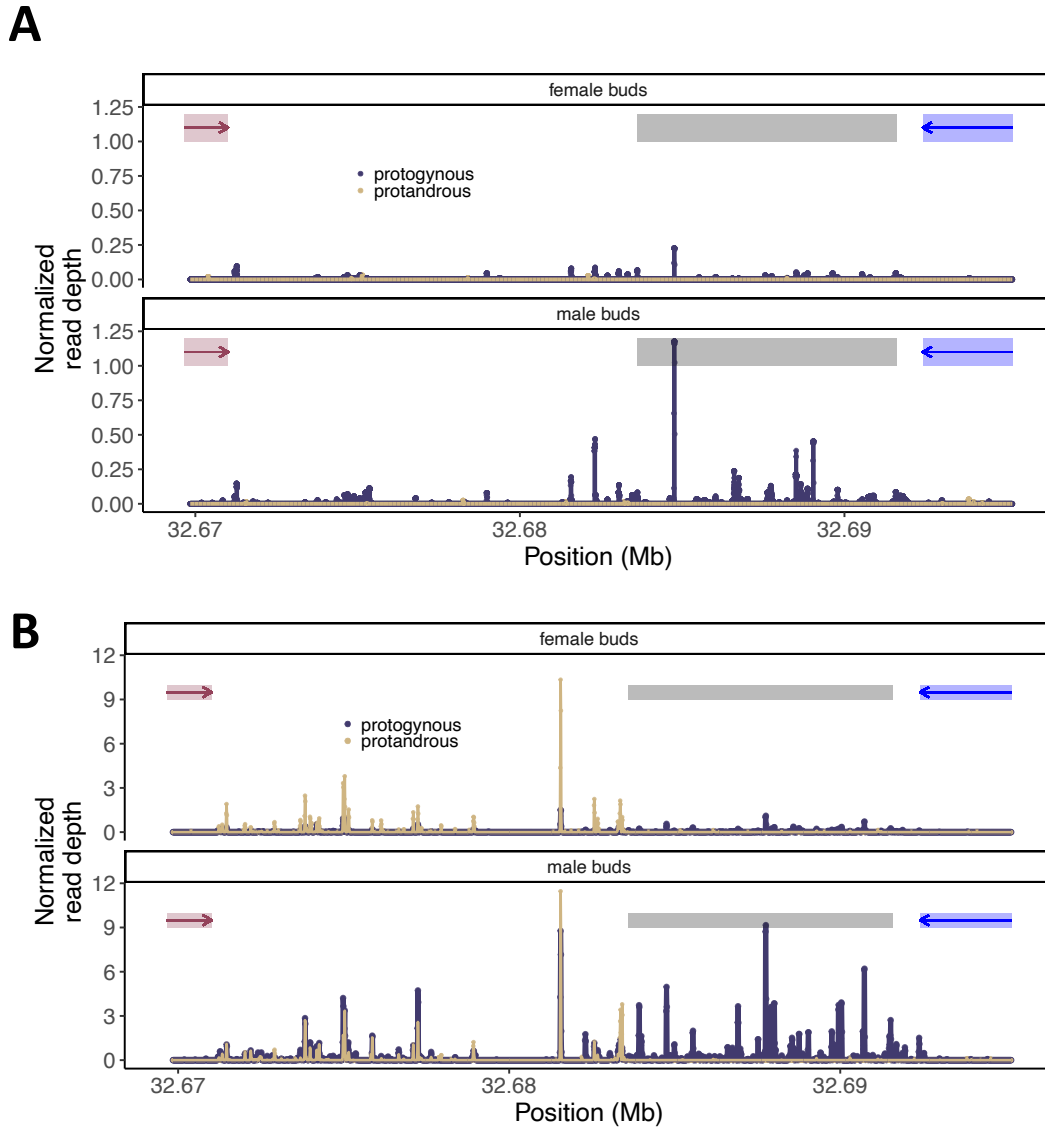 A
female buds
1.25
1.00
0.75
0.50
0.25
0.00
protogynous
protandrous
male buds
1.25
1.00
0.75
0.50
0.25
0.00
Normalized
read depth
32.67
32.68
32.69
Position (Mb)
B
female buds
12
9
6
3
0
protogynous
protandrous
male buds
12
9
6
3
0
Normalized
read depth
32.67
32.68
32.69
Position (Mb)